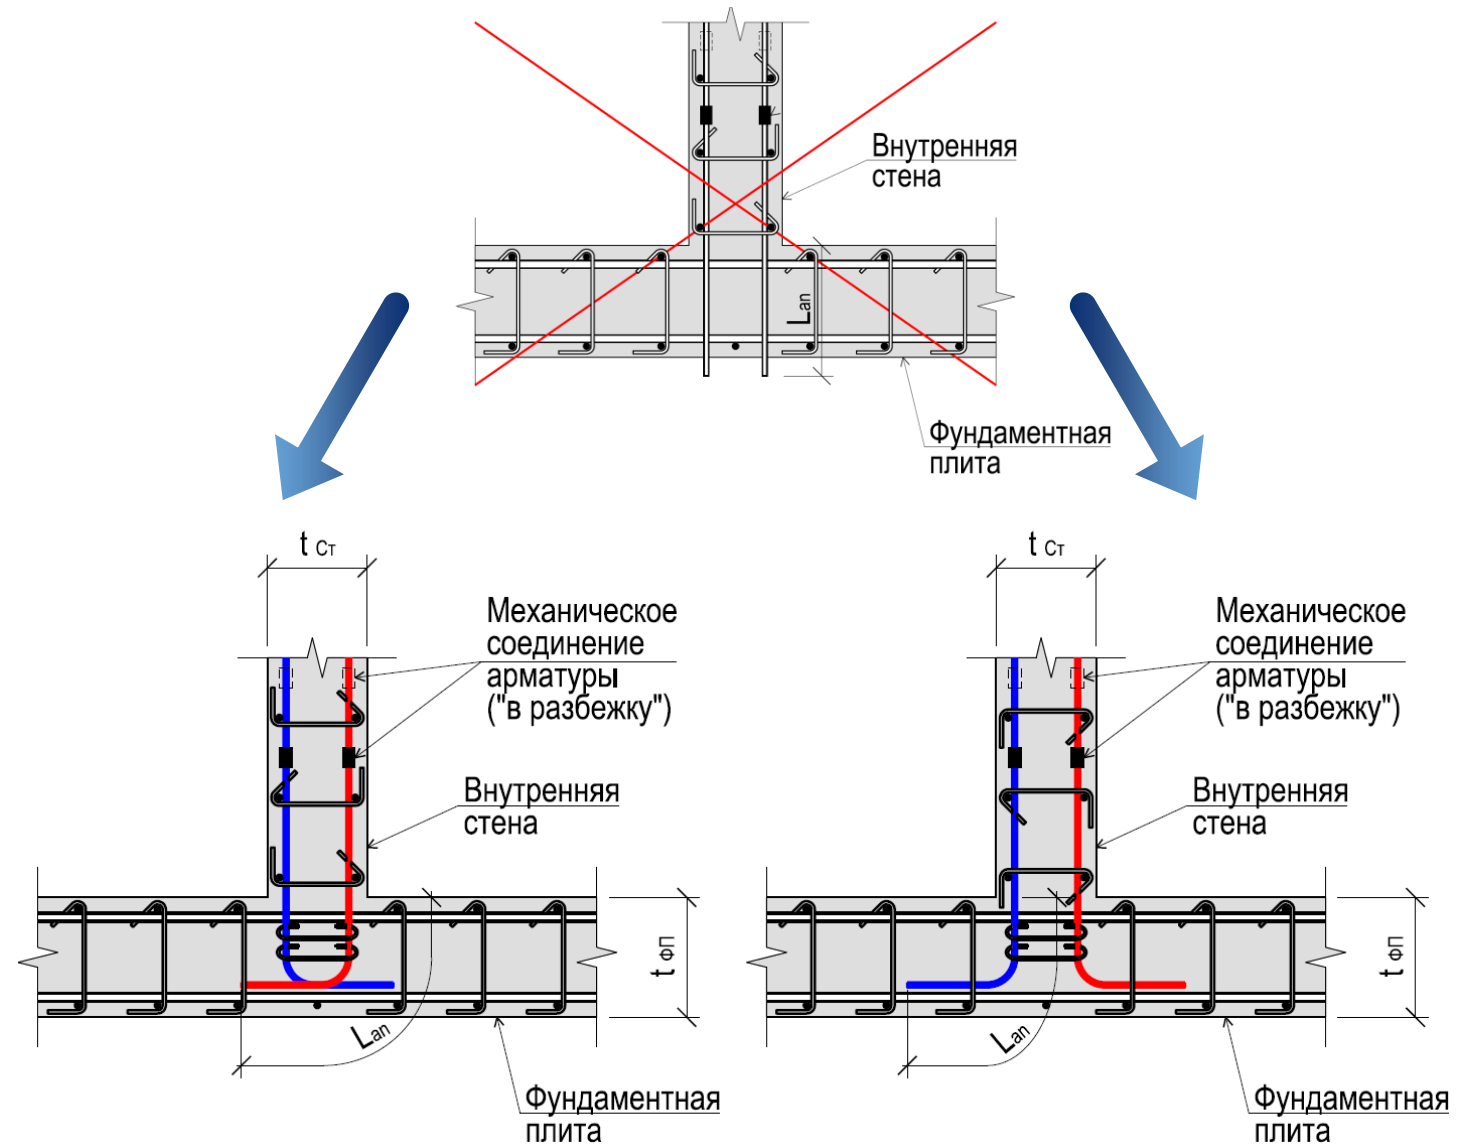 Внутренняя
стена
Lan
Фундаментная
плита
t Ст
Механическое
соединение
арматуры
("в разбежку")
Внутренняя
стена
t ФП
Lan
Фундаментная
плита
t Ст
Механическое
соединение
арматуры
("в разбежку")
Внутренняя
стена
t ФП
Lan
Фундаментная
плита